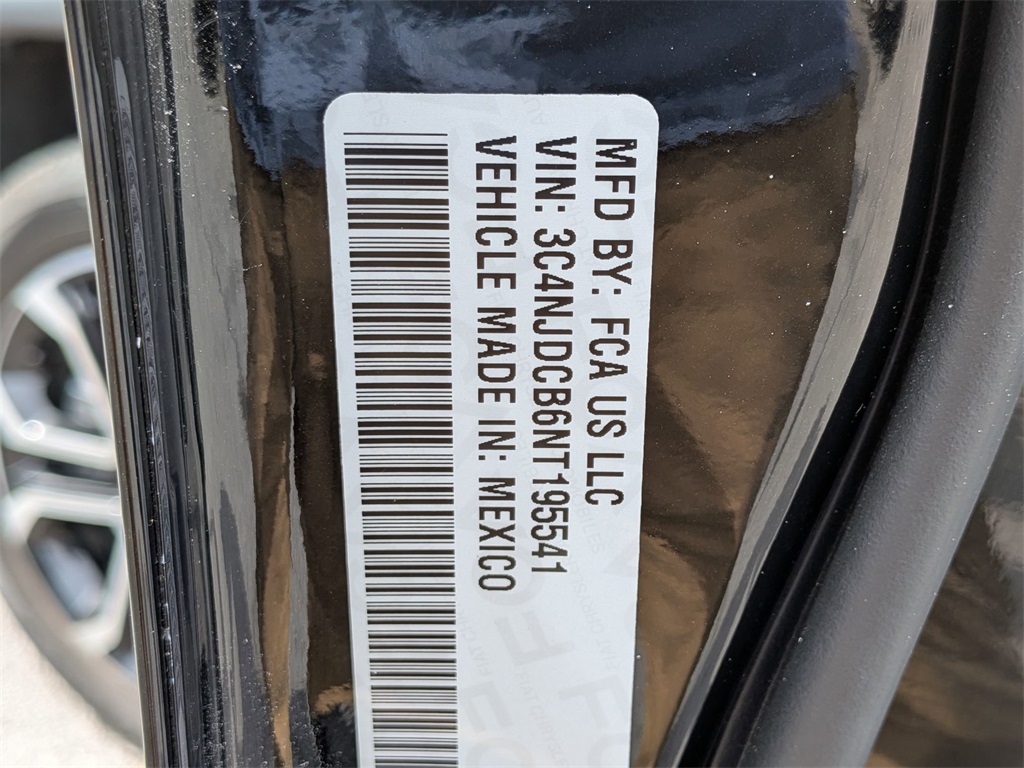 MFD BY: FCA US LLC
VIN: 3C4NJDCB6NT195541
VEHICLE MADE IN: MEXICO